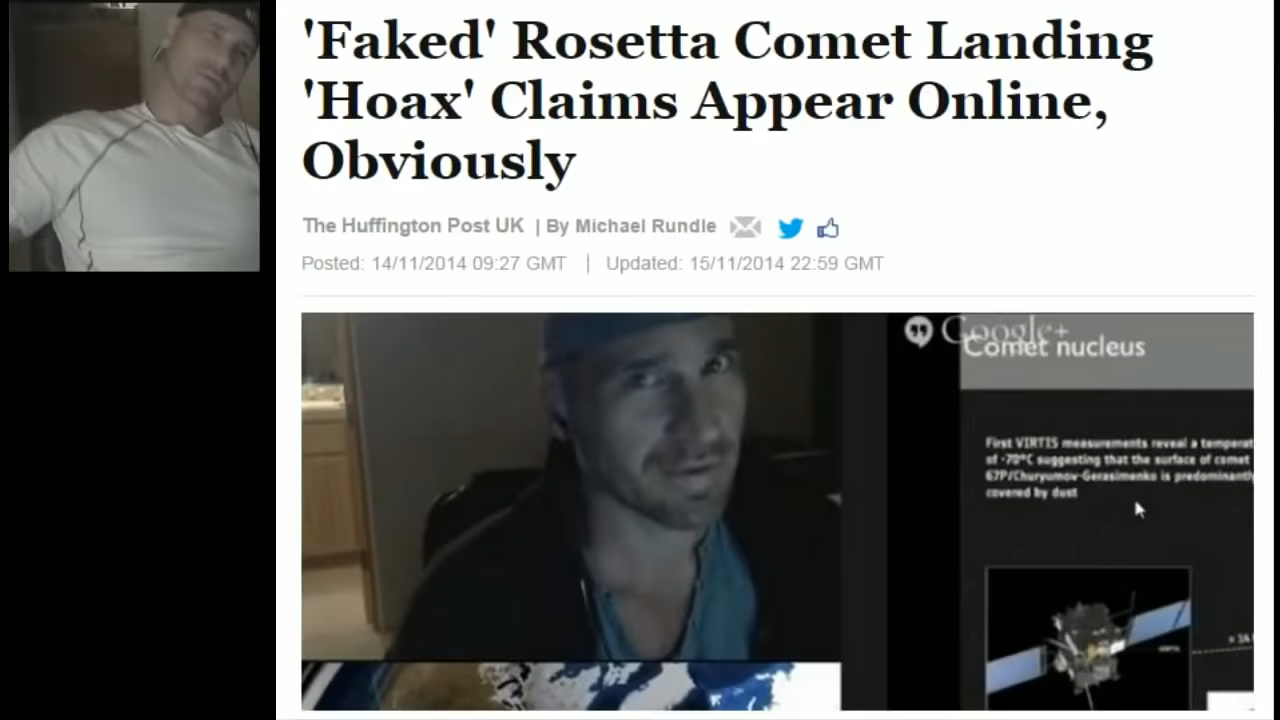 'Faked' Rosetta Comet Landing
'Hoax' Claims Appear Online,
Obviously
The Huffington Post UK | By Michael Rundle
Posted: 14/11/2014 09:27 GMT | Updated: 15/11/2014 22:59 GMT
Google+
Comet nucleus
First VIRTIS measurements reveal a temperat
of -70°C suggesting that the surface of comet
67P/Churyumov-Gerasimenko is predominantly
covered by dust